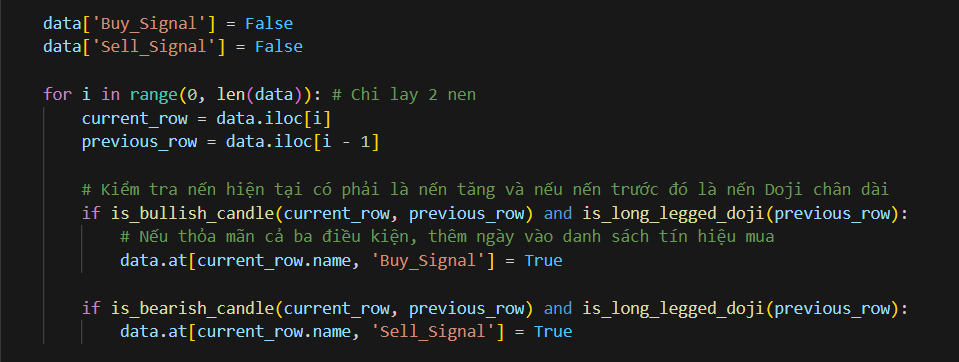 data['Buy_Signal'] = False
data['Sell_Signal'] = False
for i in range(0, len(data)): # Chi lay 2 nen
current_row = data.iloc[i]
previous_row = data.iloc[i - 1]
# Kiểm tra nến hiện tại có phải là nến tăng và nếu nến trước đó là nến Doji chân dài
if is_bullish_candle(current_row, previous_row) and is_long_legged_doji(previous_row):
# Nếu thỏa mãn cả ba điều kiện, thêm ngày vào danh sách tín hiệu mua
data.at[current_row.name, 'Buy_Signal'] = True
if is_bearish_candle(current_row, previous_row) and is_long_legged_doji(previous_row):
data.at[current_row.name, 'Sell_Signal'] = True